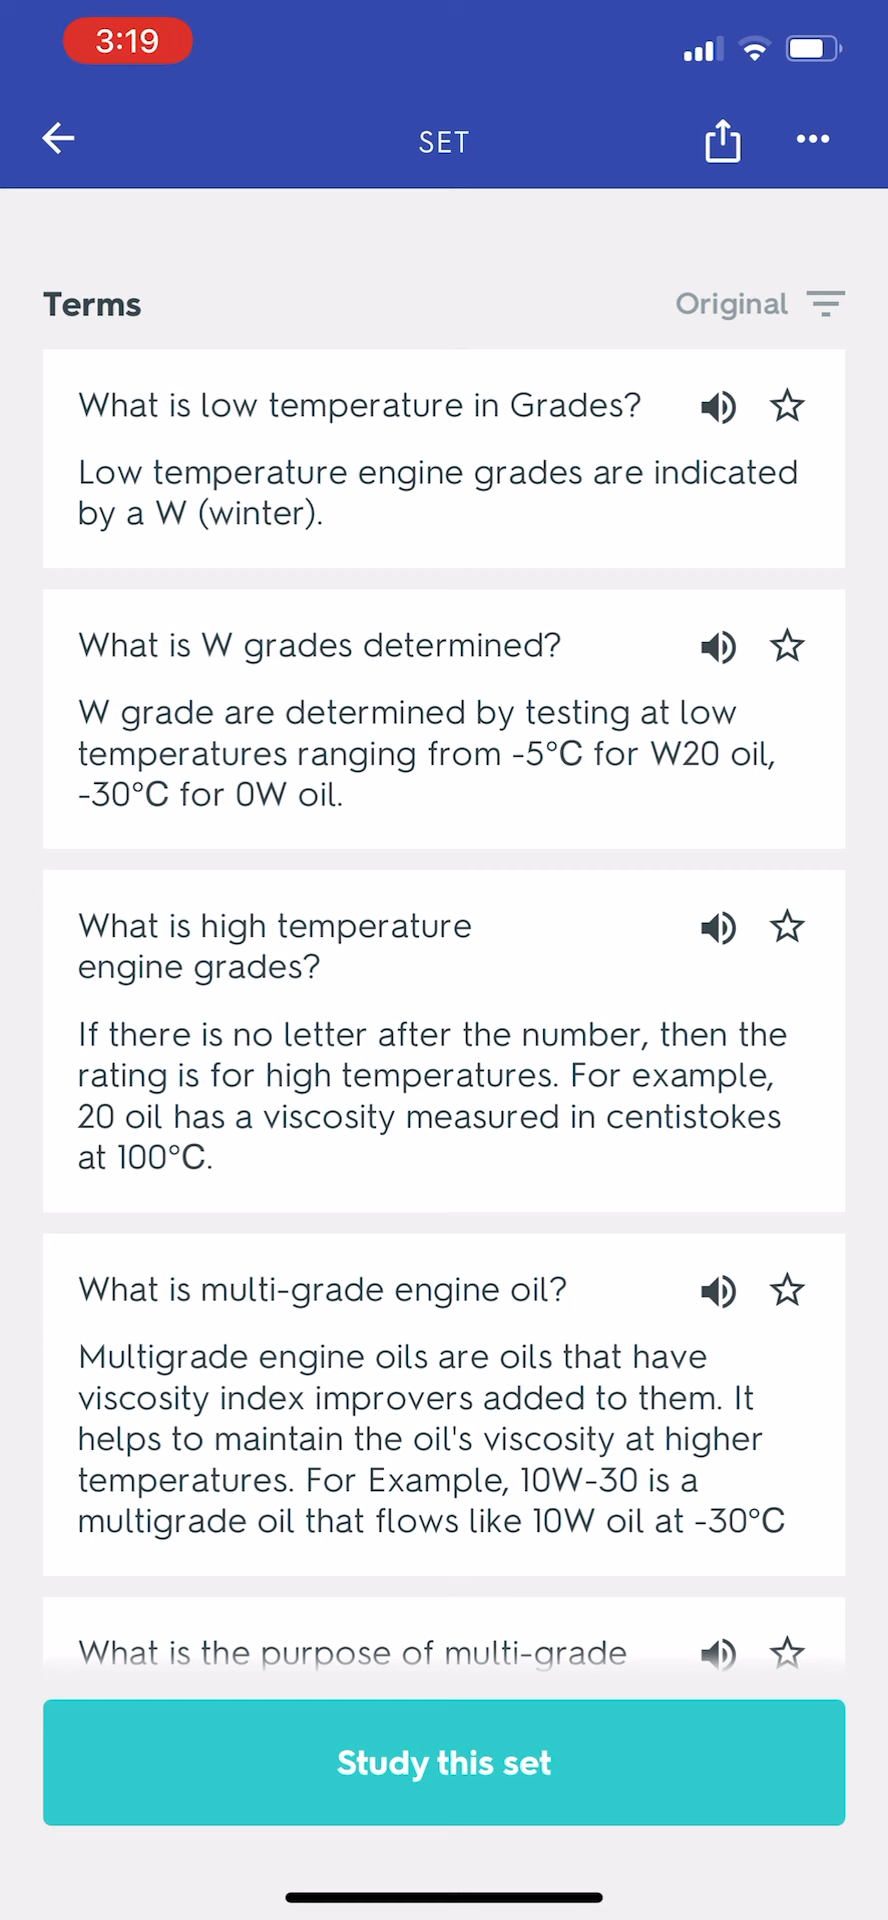 3:19
SET
Terms
Original
What is low temperature in Grades?
Low temperature engine grades are indicated
by a W (winter).
What is W grades determined?
W grade are determined by testing at low
temperatures ranging from -5°C for W20 oil,
-30°C for 0W oil.
What is high temperature
engine grades?
If there is no letter after the number, then the
rating is for high temperatures. For example,
20 oil has a viscosity measured in centistokes
at 100°C.
What is multi-grade engine oil?
Multigrade engine oils are oils that have
viscosity index improvers added to them. It
helps to maintain the oil's viscosity at higher
temperatures. For Example, 10W-30 is a
multigrade oil that flows like 10W oil at -30°C
What is the purpose of multi-grade
Study this set